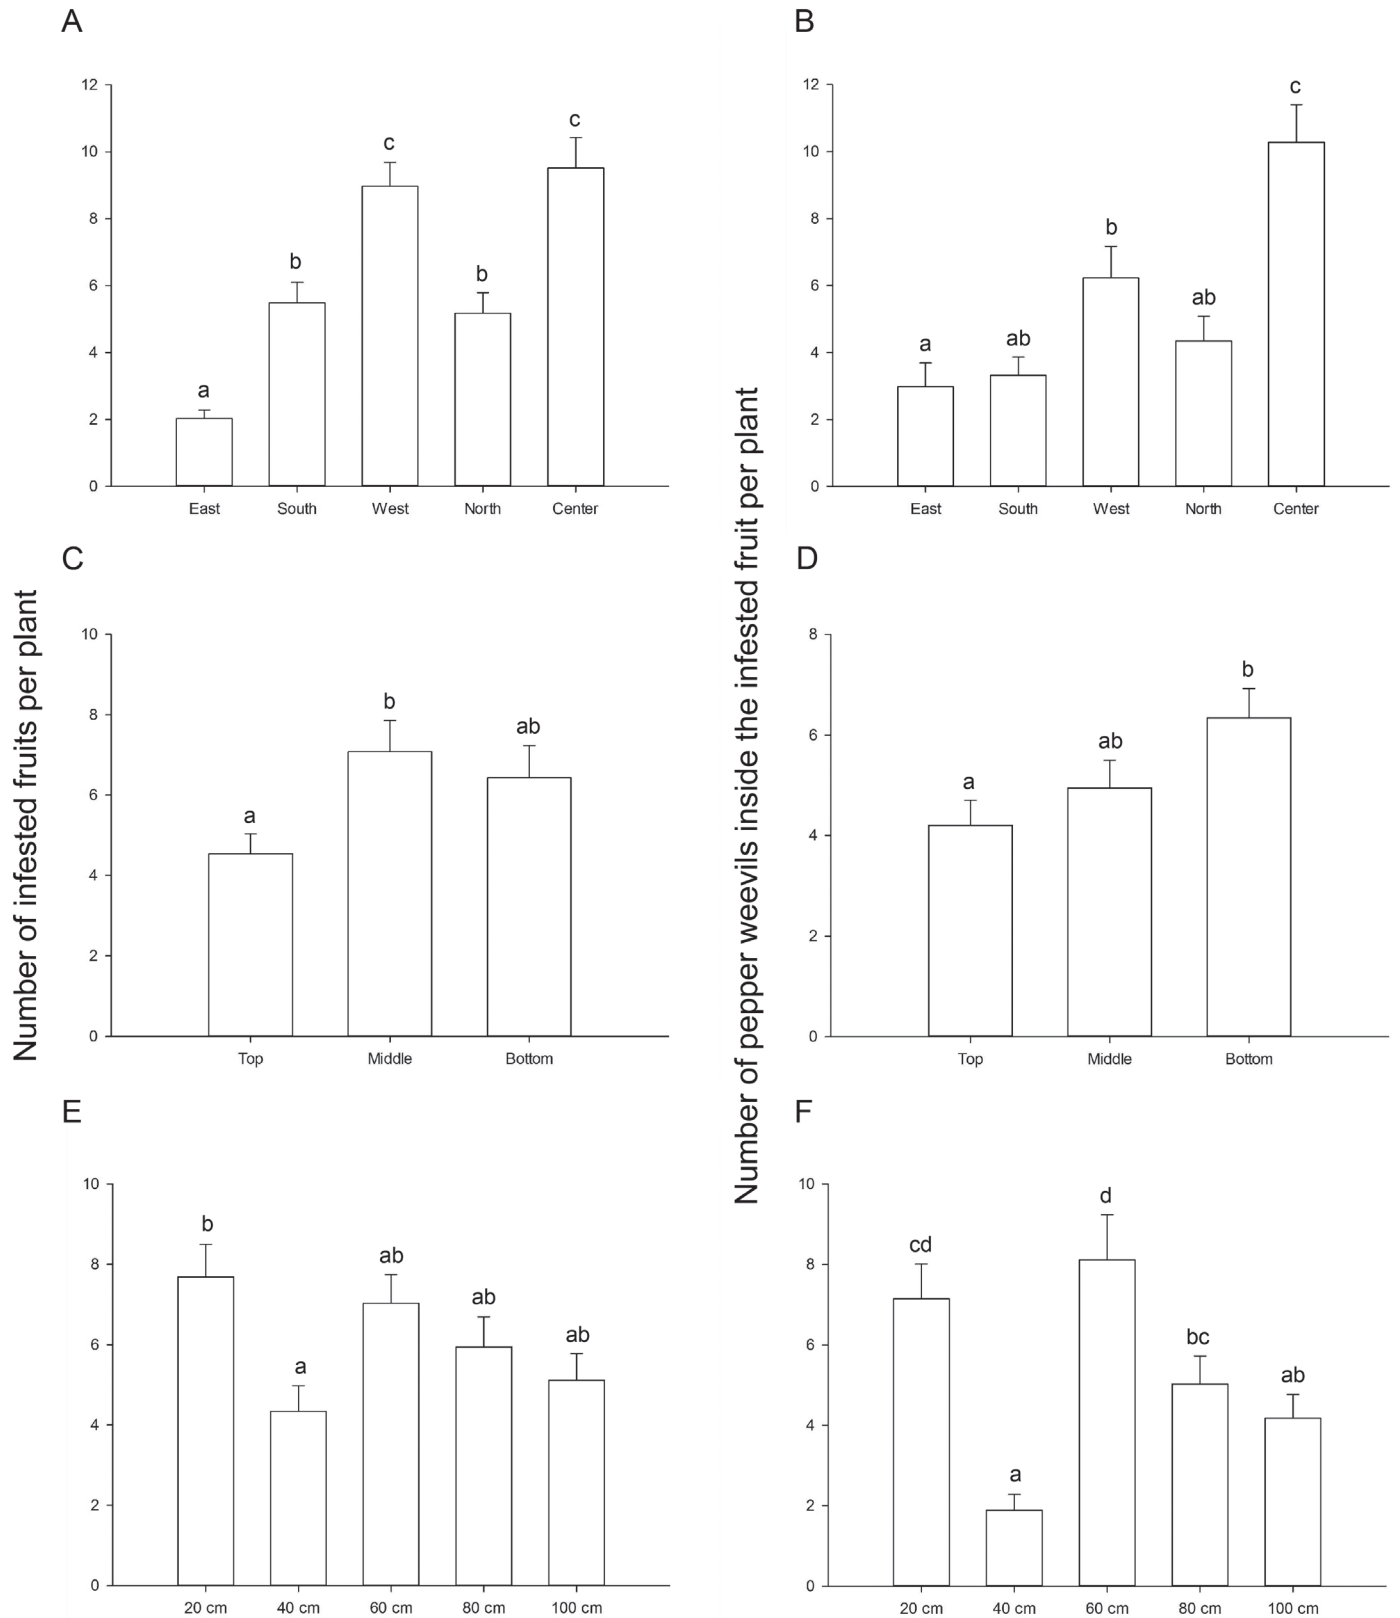 A
12
10
8
6
4
2
0
a
b
c
b
c
East South West North Center
B
12
10
8
6
4
2
0
a
ab
b
ab
c
East South West North Center
Number of infested fruits per plant
Number of pepper weevils inside the infested fruit per plant
C
10
8
6
4
2
0
a
b
ab
Top Middle Bottom
D
8
6
4
2
0
a
ab
b
Top Middle Bottom
E
10
8
6
4
2
0
b
a
ab
ab
ab
20 cm 40 cm 60 cm 80 cm 100 cm
F
10
8
6
4
2
0
cd
a
d
bc
ab
20 cm 40 cm 60 cm 80 cm 100 cm